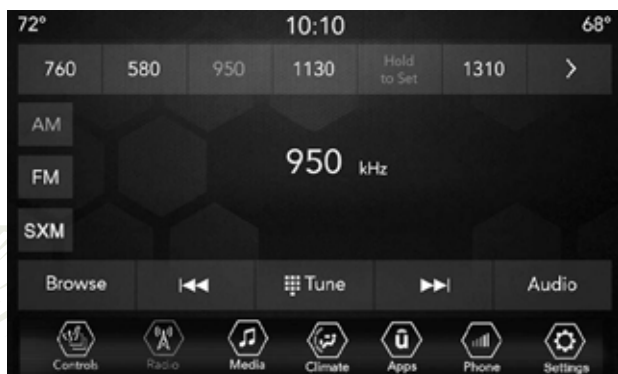 72° 10:10 68°
760 580 950 1130 Hold to Set 1310
AM
950 kHz
FM
SXM
Browse Tune Audio
Controls Radio Media Climate Apps Phone Settings